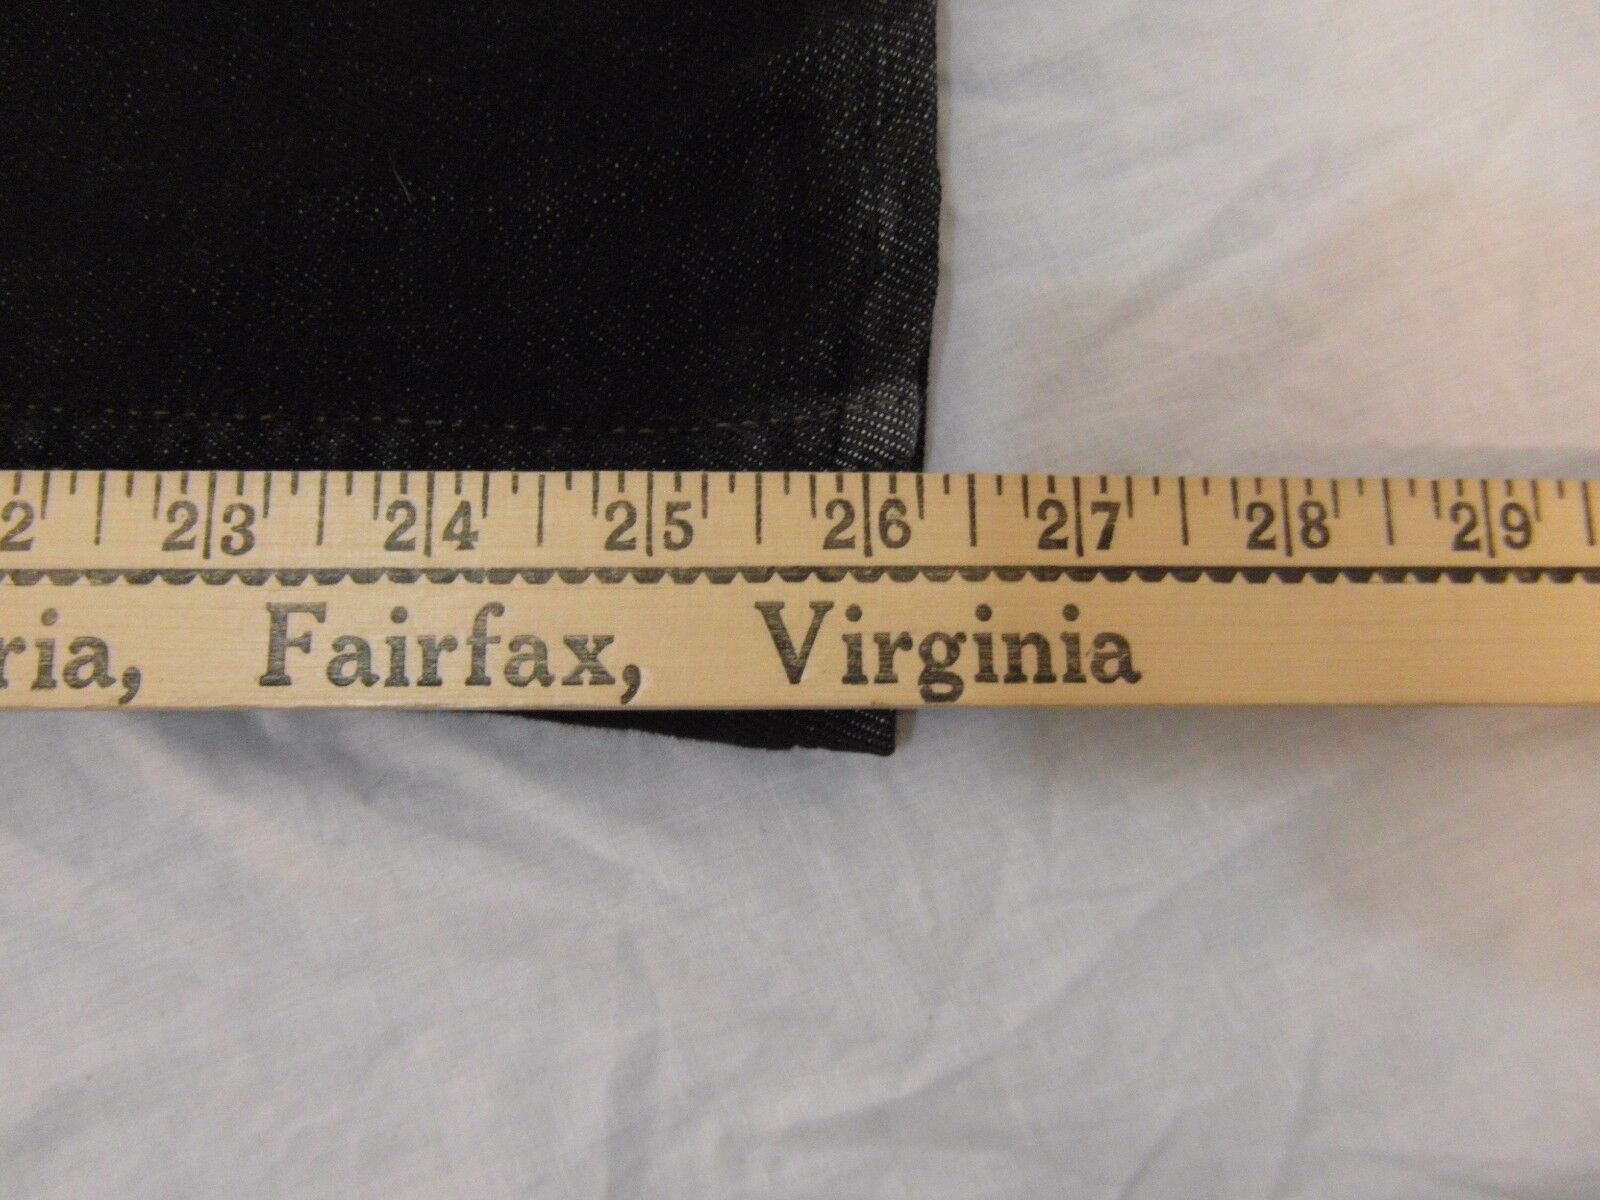 2 23 24 25 26 27 28 29
ria, Fairfax, Virginia